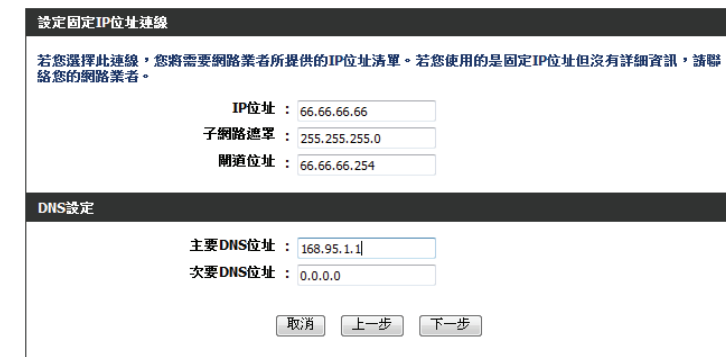 設定固定IP位址連線
若您選擇此連線，您將需要網路業者所提供的IP位址清單。若您使用的是固定IP位址但沒有詳細資訊，請聯
絡您的網路業者。
IP位址 : 66.66.66.66
子網路遮罩 : 255.255.255.0
閘道位址 : 66.66.66.254
DNS設定
主要DNS位址 : 168.95.1.1
次要DNS位址 : 0.0.0.0
取消 上一步 下一步